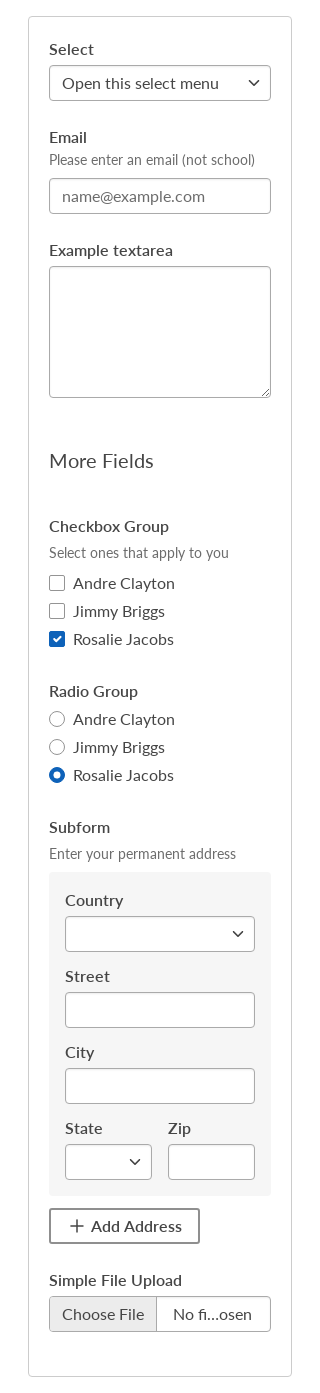 Select
Open this select menu
Email
Please enter an email (not school)
name@example.com
Example textarea
More Fields
Checkbox Group
Select ones that apply to you
Andre Clayton
Jimmy Briggs
Rosalie Jacobs
Radio Group
Andre Clayton
Jimmy Briggs
Rosalie Jacobs
Subform
Enter your permanent address
Country
Street
City
State Zip
Add Address
Simple File Upload
Choose File No fi...osen